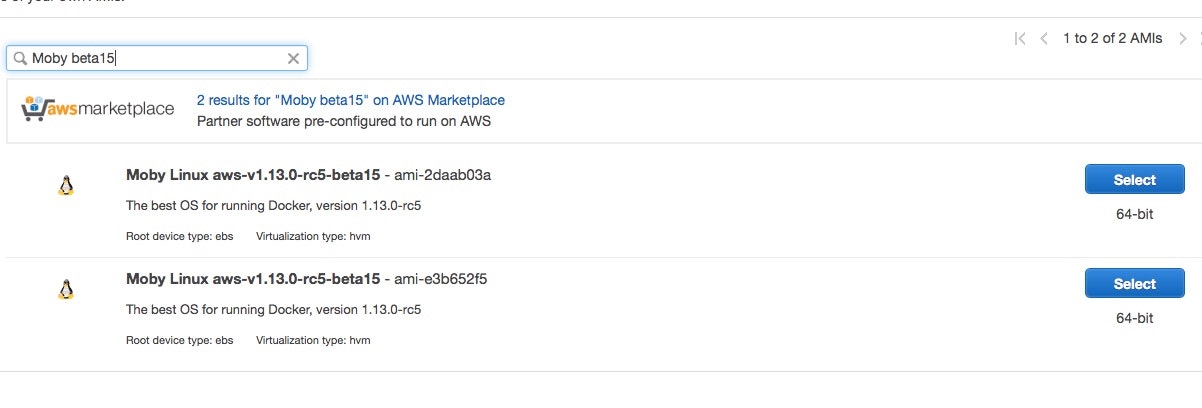 1 to 2 of 2 AMIs
Moby beta15
awsmarketplace
2 results for "Moby beta15" on AWS Marketplace
Partner software pre-configured to run on AWS
Moby Linux aws-v1.13.0-rc5-beta15 - ami-2daab03a
Select
The best OS for running Docker, version 1.13.0-rc5
64-bit
Root device type: ebs Virtualization type: hvm
Moby Linux aws-v1.13.0-rc5-beta15 - ami-e3b652f5
Select
The best OS for running Docker, version 1.13.0-rc5
64-bit
Root device type: ebs Virtualization type: hvm